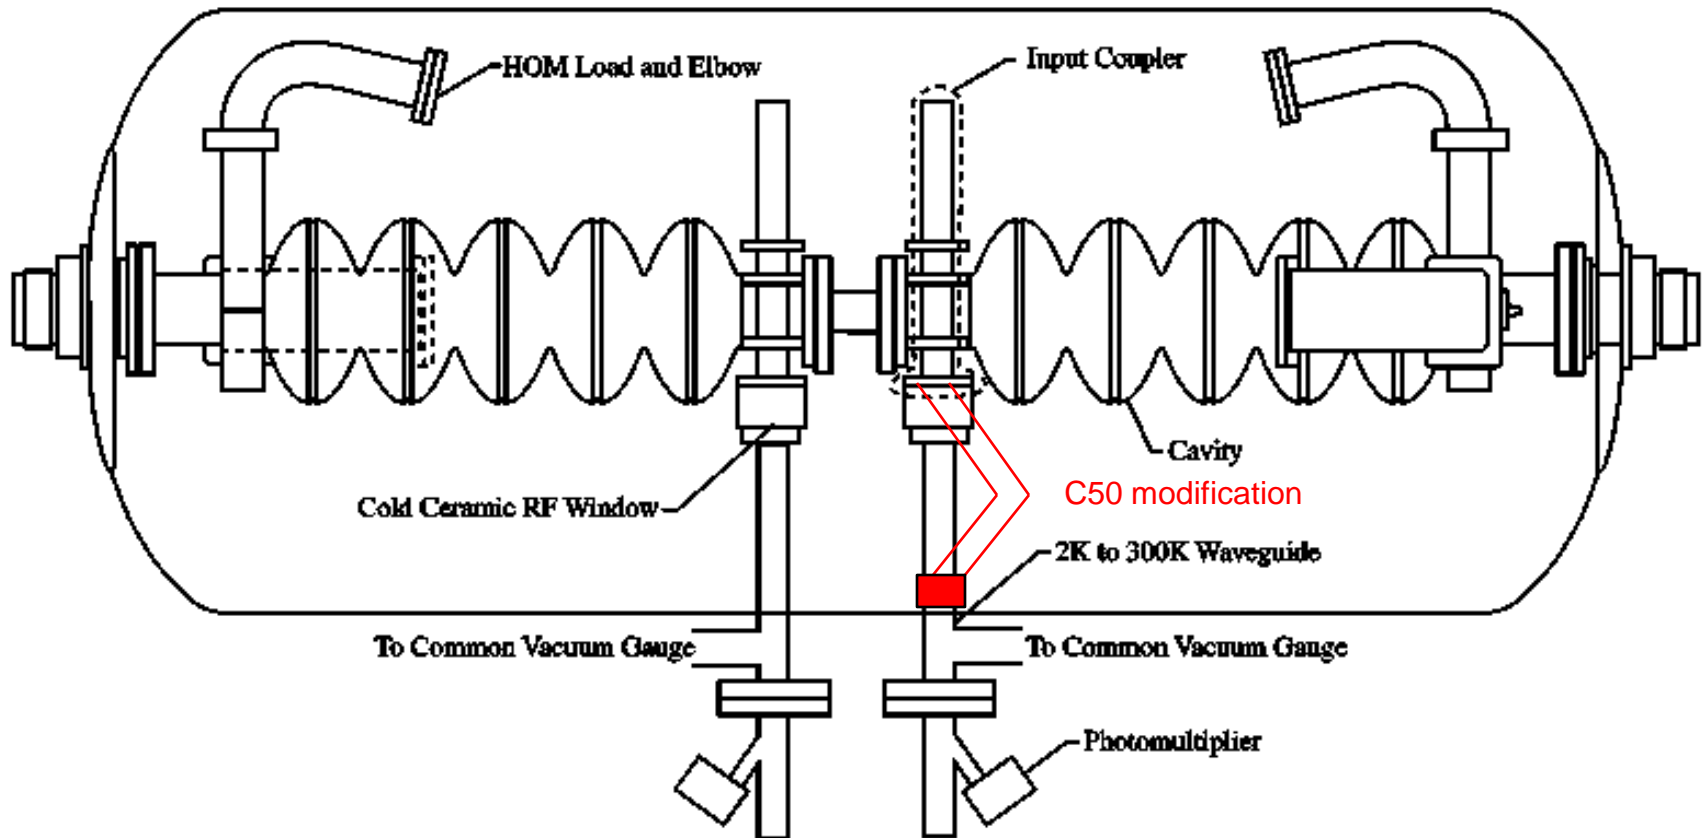 HOM Load and Elbow
Input Coupler
Cavity
C50 modification
Cold Ceramic RF Window
2K to 300K Waveguide
To Common Vacuum Gauge
To Common Vacuum Gauge
Photomultiplier